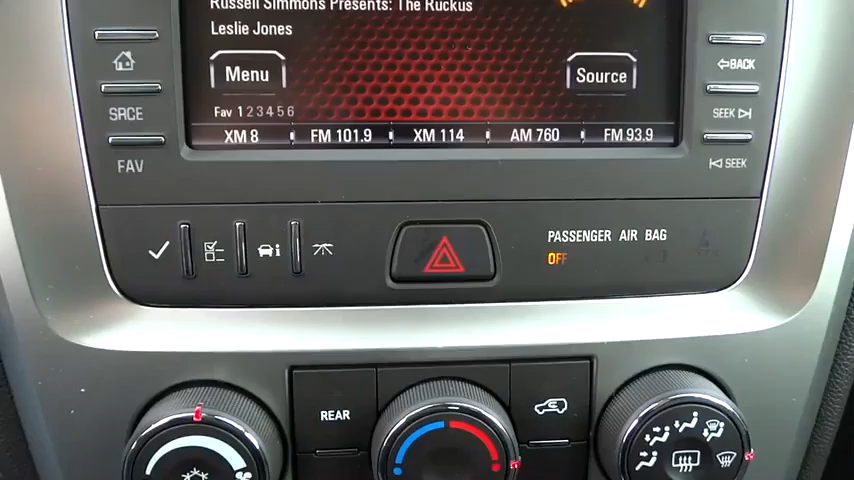 Russell Simmons Presents: The Ruckus
Leslie Jones
Menu
Source
BACK
SRCE
SEEK
Fav 1 2 3 4 5 6
XM 8
FM 101.9
XM 114
AM 760
FM 93.9
FAV
SEEK
PASSENGER AIR BAG
OFF
REAR